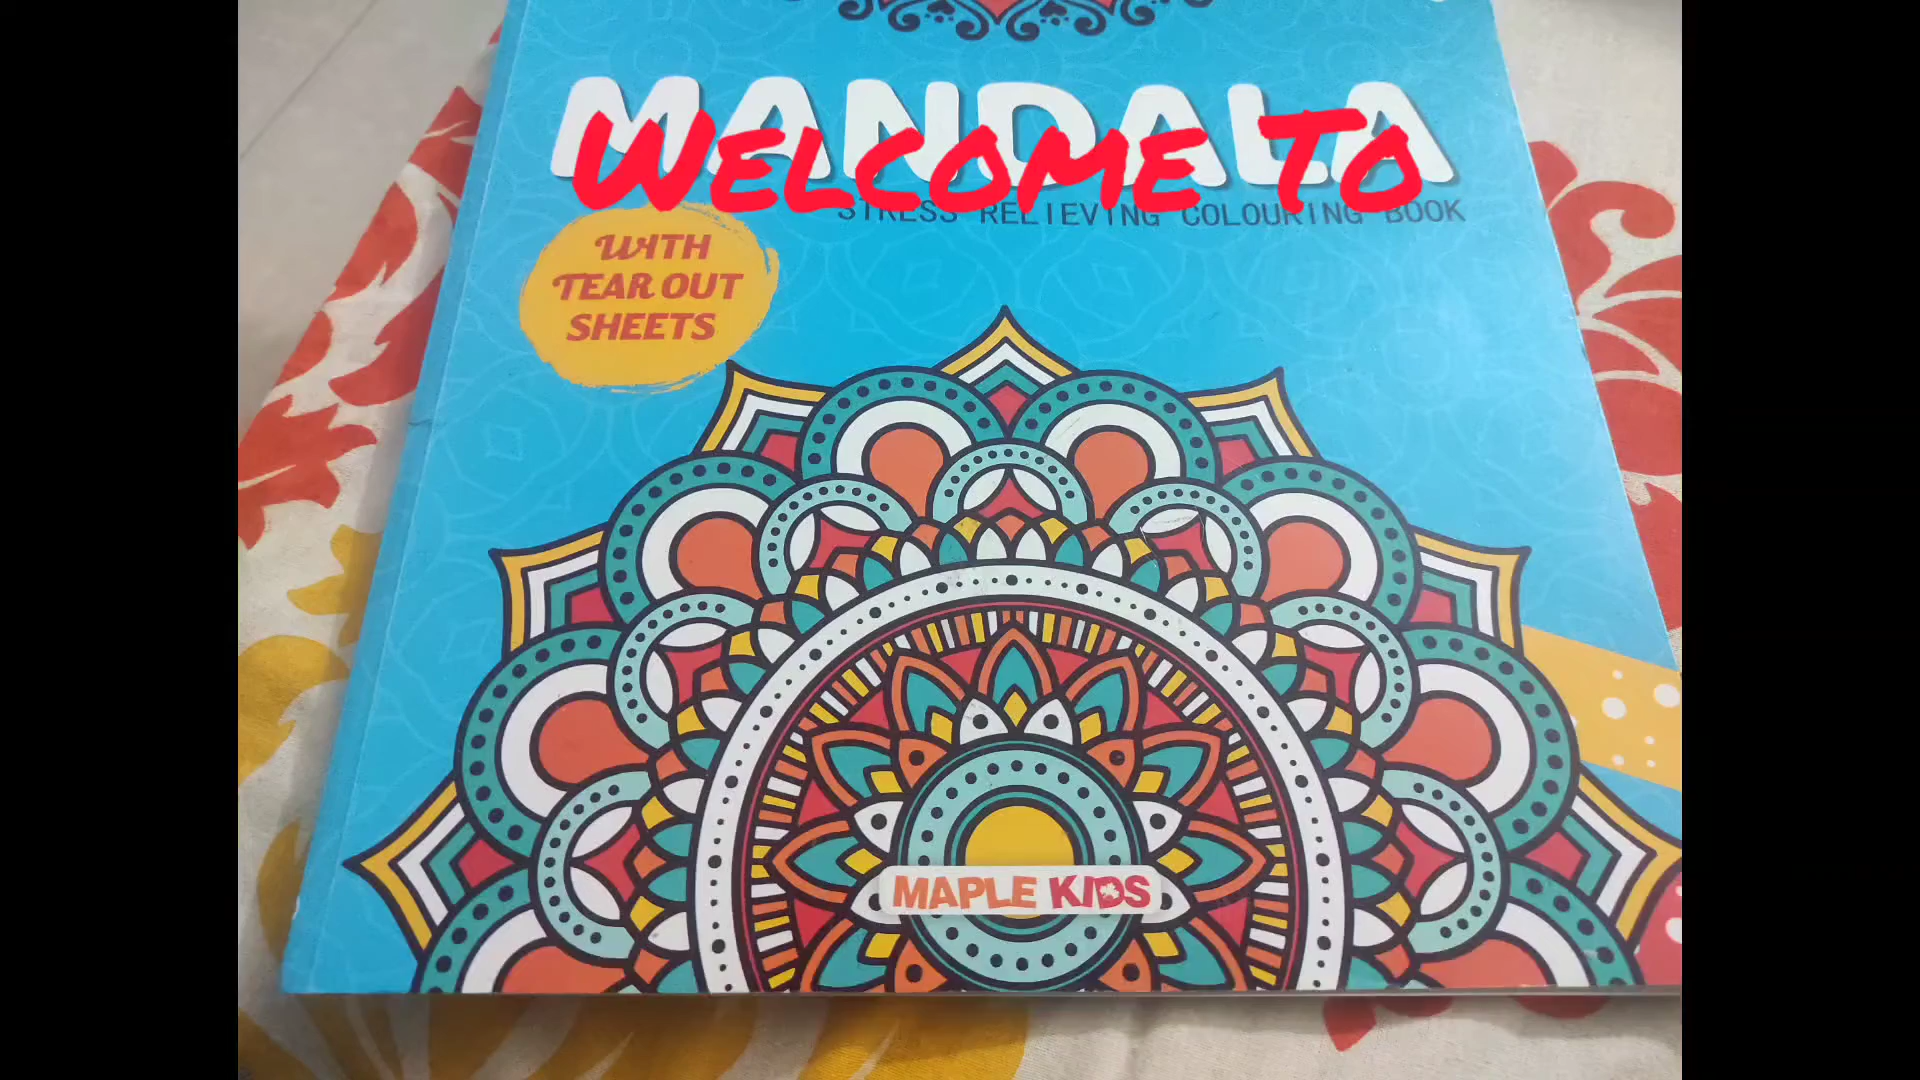 MANDALA
Welcome To
STRESS RELIEVING COLOURING BOOK
WITH
TEAR OUT
SHEETS
MAPLE KIDS